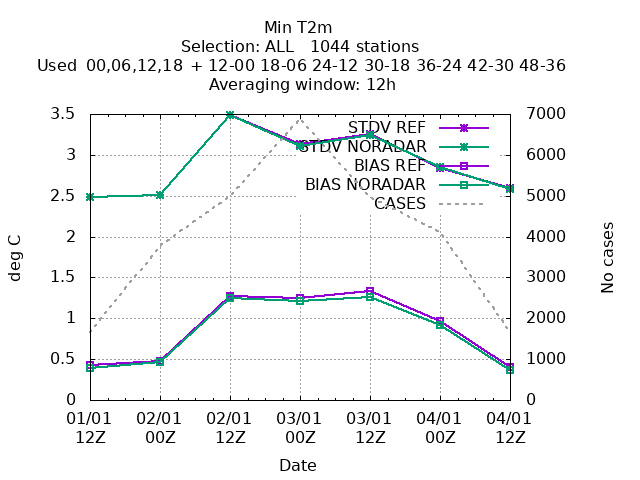 Min T2m
Selection: ALL   1044 stations
Used  00,06,12,18  + 12-00 18-06 24-12 30-18 36-24 42-30 48-36
Averaging window: 12h
3.5
3
2.5
2
1.5
1
0.5
0
deg C
7000
6000
5000
4000
3000
2000
1000
0
No cases
STDV REF
STDV NORADAR
BIAS REF
BIAS NORADAR
CASES
01/01 02/01 02/01 03/01 03/01 04/01 04/01
12Z 00Z 12Z 00Z 12Z 00Z 12Z
Date